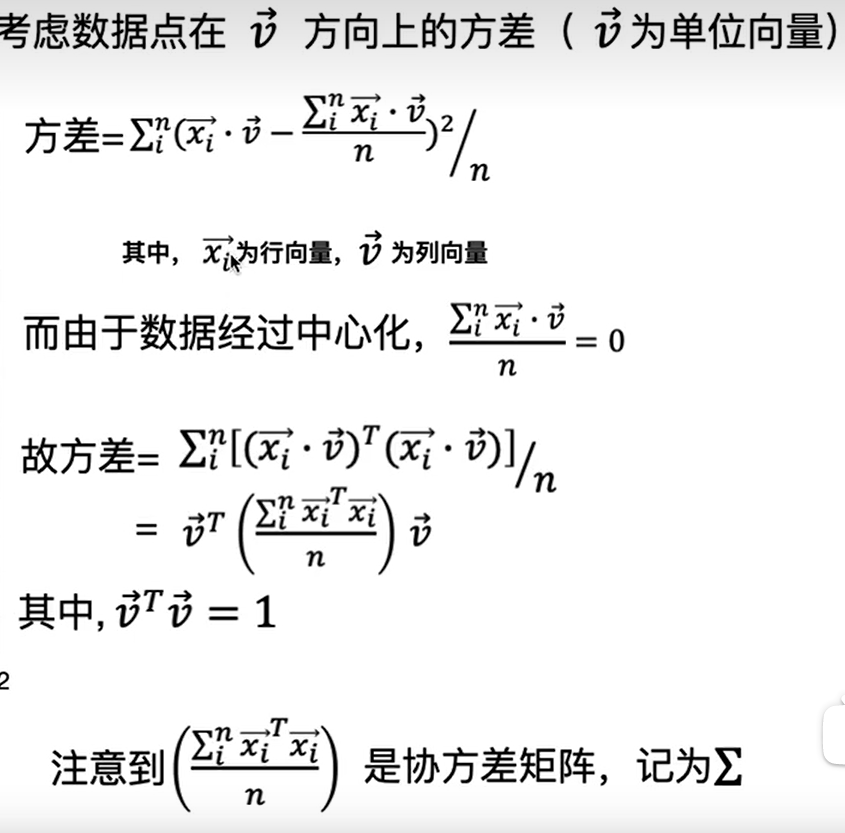 考虑数据点在 $\vec{v}$ 方向上的方差（ $\vec{v}$ 为单位向量）
方差=$\sum_i^n(\vec{x_i}\cdot\vec{v}-\frac{\sum_i^n\vec{x_i}\cdot\vec{v}}{n})^2/n$
其中， $\vec{x_i}$为行向量，$\vec{v}$ 为列向量
而由于数据经过中心化，$\frac{\sum_i^n\vec{x_i}\cdot\vec{v}}{n}=0$
故方差= $\sum_i^n[(\vec{x_i}\cdot\vec{v})^T(\vec{x_i}\cdot\vec{v})]/n$
= $\vec{v}^T\left(\frac{\sum_i^n\vec{x_i}^T\vec{x_i}}{n}\right)\vec{v}$
其中, $\vec{v}^T\vec{v}=1$
2
注意到$\left(\frac{\sum_i^n\vec{x_i}^T\vec{x_i}}{n}\right)$ 是协方差矩阵，记为$\Sigma$